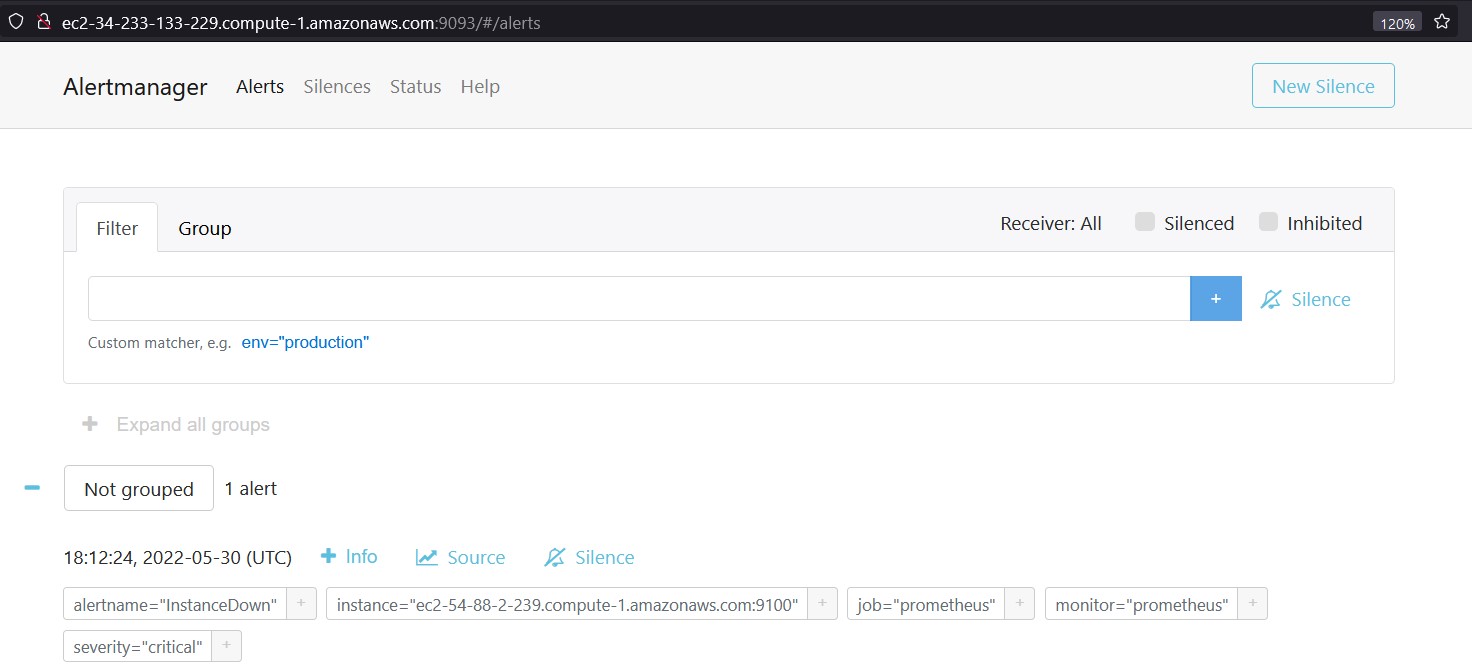 ec2-34-233-133-229.compute-1.amazonaws.com:9093/#/alerts 120%
Alertmanager Alerts Silences Status Help New Silence
Filter Group Receiver: All Silenced Inhibited
+ Silence
Custom matcher, e.g. env="production"
+ Expand all groups
Not grouped 1 alert
18:12:24, 2022-05-30 (UTC) + Info Source Silence
alertname="InstanceDown" + instance="ec2-54-88-2-239.compute-1.amazonaws.com:9100" + job="prometheus" + monitor="prometheus" +
severity="critical" +